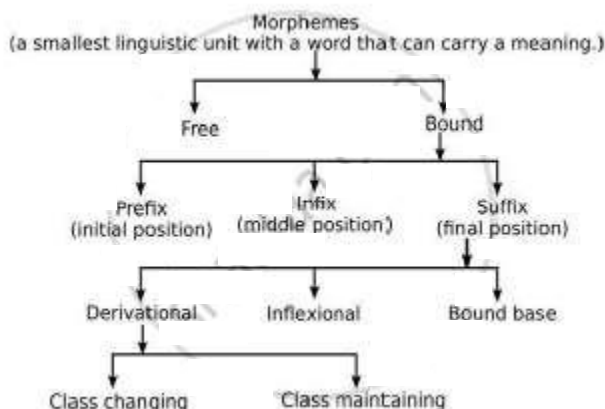 Morphemes
(a smallest linguistic unit with a word that can carry a meaning.)
Free Bound
Prefix Infix Suffix
(initial position) (middle position) (final position)
Derivational Inflexional Bound base
Class changing Class maintaining